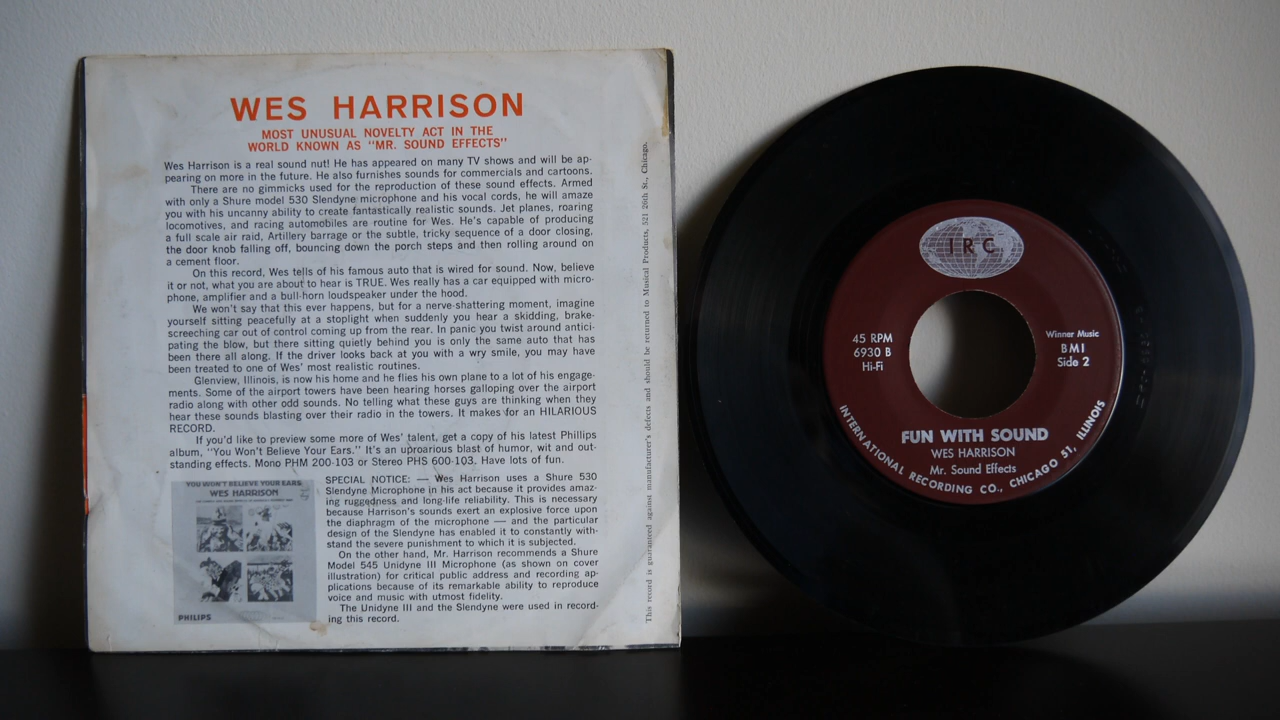 WES HARRISON
MOST UNUSUAL NOVELTY ACT IN THE
WORLD KNOWN AS "MR. SOUND EFFECTS"
Wes Harrison is a real sound nut! He has appeared on many TV shows and will be ap-
pearing on more in the future. He also furnishes sounds for commercials and cartoons.
There are no gimmicks used for the reproduction of these sound effects. Armed
with only a Shure model 530 Slendyne microphone and his vocal cords, he will amaze
you with his uncanny ability to create fantastically realistic sounds. Jet planes, roaring
locomotives, and racing automobiles are routine for Wes. He's capable of producing
a full scale air raid, Artillery barrage or the subtle, tricky sequence of a door closing,
the door knob falling off, bouncing down the porch steps and then rolling around on
a cement floor.
On this record, Wes tells of his famous auto that is wired for sound. Now, believe
it or not, what you are about to hear is TRUE. Wes really has a car equipped with micro-
phone, amplifier and a bull-horn loudspeaker under the hood.
We won't say that this ever happens, but for a nerve-shattering moment, imagine
yourself sitting peacefully at a stoplight when suddenly you hear a skidding, brake-
screeching car out of control coming up from the rear. In panic you twist around antici-
pating the blow, but there sitting quietly behind you is only the same auto that has
been there all along. If the driver looks back at you with a wry smile, you may have
been treated to one of Wes' most realistic routines.
Glenview, Illinois, is now his home and he flies his own plane to a lot of his engage-
ments. Some of the airport towers have been hearing horses galloping over the airport
radio along with other odd sounds. No telling what these guys are thinking when they
hear these sounds blasting over their radio in the towers. It makes for an HILARIOUS
RECORD.
If you'd like to preview some more of Wes' talent, get a copy of his latest Phillips
album, "You Won't Believe Your Ears." It's an uproarious blast of humor, wit and out-
standing effects. Mono PHM 200-103 or Stereo PHS 600-103. Have lots of fun.
YOU WON'T BELIEVE YOUR EARS
WES HARRISON
PHILIPS
SPECIAL NOTICE: — Wes Harrison uses a Shure 530
Slendyne Microphone in his act because it provides amaz-
ing ruggedness and long-life reliability. This is necessary
because Harrison's sounds exert an explosive force upon
the diaphragm of the microphone — and the particular
design of the Slendyne has enabled it to constantly with-
stand the severe punishment to which it is subjected.
On the other hand, Mr. Harrison recommends a Shure
Model 545 Unidyne III Microphone (as shown on cover
illustration) for critical public address and recording ap-
plications because of its remarkable ability to reproduce
voice and music with utmost fidelity.
The Unidyne III and the Slendyne were used in record-
ing this record.
This record is guaranteed against manufacturer's defects and should be returned to Musical Products, 521 26th St., Chicago.
IRC
45 RPM
6930 B
Hi-Fi
Winner Music
BMI
Side 2
FUN WITH SOUND
WES HARRISON
Mr. Sound Effects
INTERNATIONAL RECORDING CO., CHICAGO 51, ILLINOIS